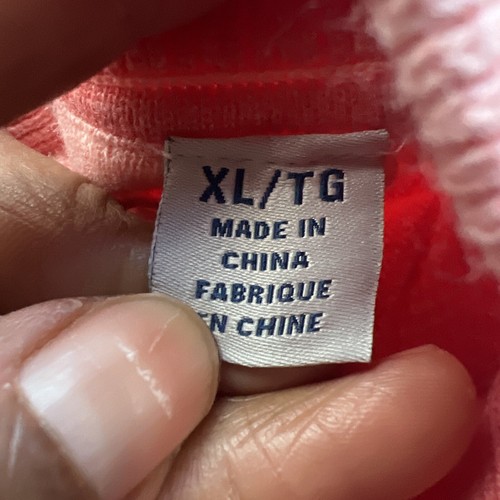 XL/TG
MADE IN
CHINA
FABRIQUE
EN CHINE